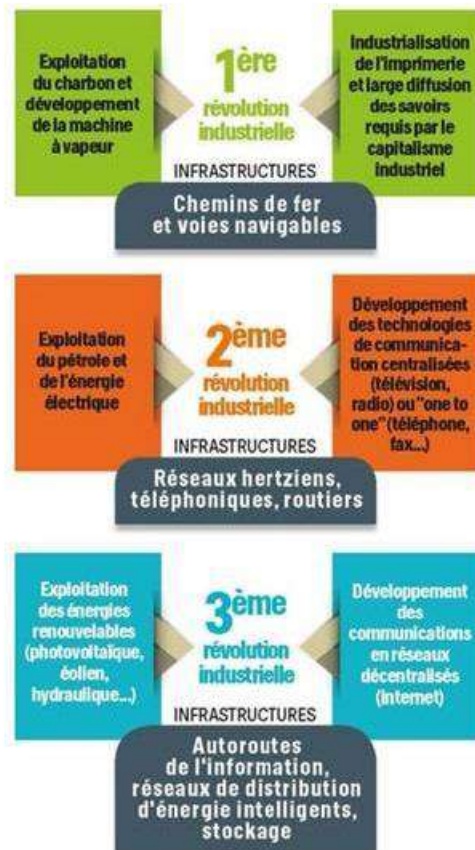 Exploitation
du charbon et
développement
de la machine
à vapeur
1ère
révolution
industrielle
Industrialisation
de l'imprimerie
et large diffusion
des savoirs
requis par le
capitalisme
industriel
INFRASTRUCTURES
Chemins de fer
et voies navigables
Exploitation
du pétrole et
de l'énergie
électrique
2ème
révolution
industrielle
Développement
des technologies
de communica-
tion centralisées
(télévision,
radio) ou "one to
one" (téléphone,
fax...)
INFRASTRUCTURES
Réseaux hertziens,
téléphoniques, routiers
Exploitation
des énergies
renouvelables
(photovoltaïque,
éolien,
hydraulique...)
3ème
révolution
industrielle
Développement
des
communications
en réseaux
décentralisés
(internet)
INFRASTRUCTURES
Autoroutes
de l'information,
réseaux de distribution
d'énergie intelligents,
stockage